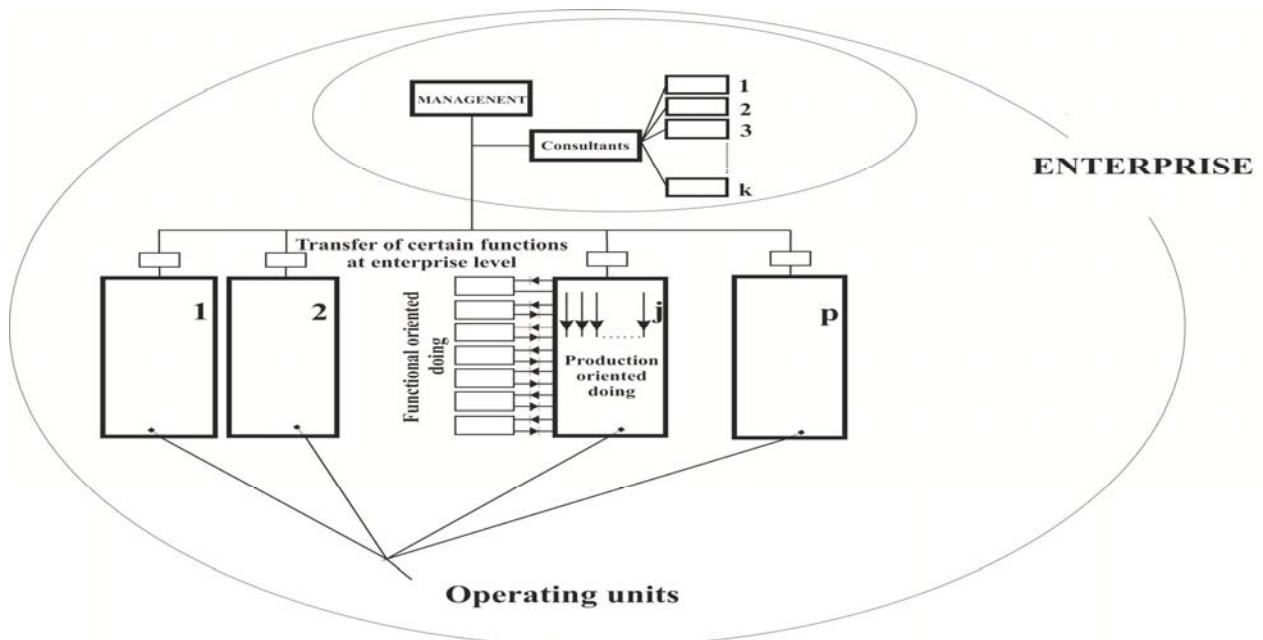 MANAGENENT
Consultants
1
2
3
k
ENTERPRISE
Transfer of certain functions
at enterprise level
1
2
j
p
Functional oriented
doing
Production
oriented
doing
Operating units